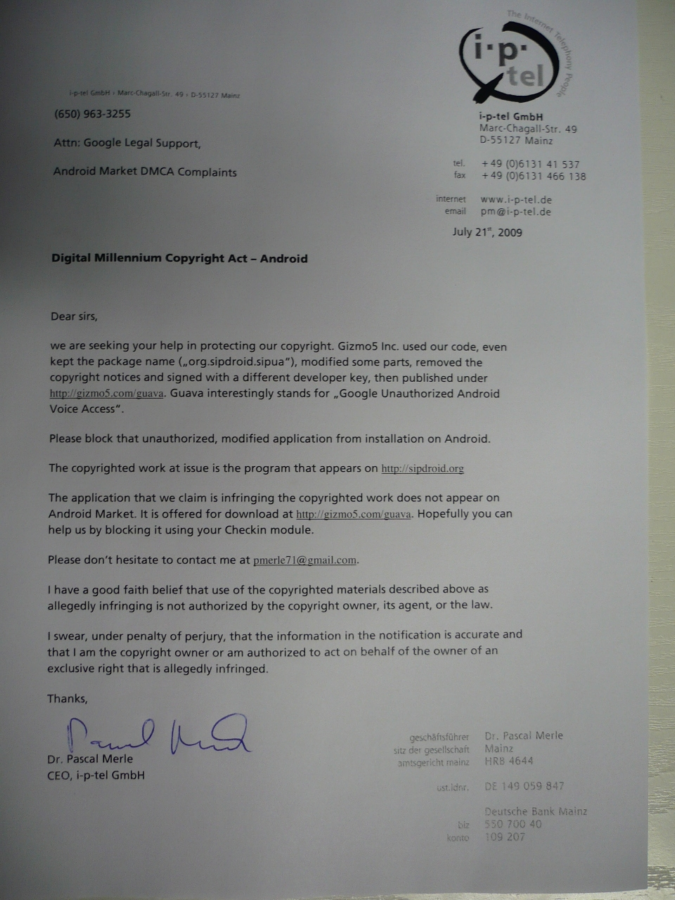 The Internet Telephony People
i·p·
tel
i-p-tel GmbH • Marc-Chagall-Str. 49 • D-55127 Mainz
(650) 963-3255
Attn: Google Legal Support,
Android Market DMCA Complaints
i-p-tel GmbH
Marc-Chagall-Str. 49
D-55127 Mainz
tel. +49 (0)6131 41 537
fax +49 (0)6131 466 138
internet www.i-p-tel.de
email pm@i-p-tel.de
July 21st, 2009
Digital Millennium Copyright Act – Android
Dear sirs,
we are seeking your help in protecting our copyright. Gizmo5 Inc. used our code, even
kept the package name („org.sipdroid.sipua“), modified some parts, removed the
copyright notices and signed with a different developer key, then published under
http://gizmo5.com/guava. Guava interestingly stands for „Google Unauthorized Android
Voice Access“.
Please block that unauthorized, modified application from installation on Android.
The copyrighted work at issue is the program that appears on http://sipdroid.org
The application that we claim is infringing the copyrighted work does not appear on
Android Market. It is offered for download at http://gizmo5.com/guava. Hopefully you can
help us by blocking it using your Checkin module.
Please don't hesitate to contact me at pmerle71@gmail.com.
I have a good faith belief that use of the copyrighted materials described above as
allegedly infringing is not authorized by the copyright owner, its agent, or the law.
I swear, under penalty of perjury, that the information in the notification is accurate and
that I am the copyright owner or am authorized to act on behalf of the owner of an
exclusive right that is allegedly infringed.
Thanks,
Pascal Merle
Dr. Pascal Merle
CEO, i-p-tel GmbH
geschäftsführer Dr. Pascal Merle
sitz der gesellschaft Mainz
amtsgericht mainz HRB 4644
ust.idnr. DE 149 059 847
Deutsche Bank Mainz
blz 550 700 40
konto 109 207